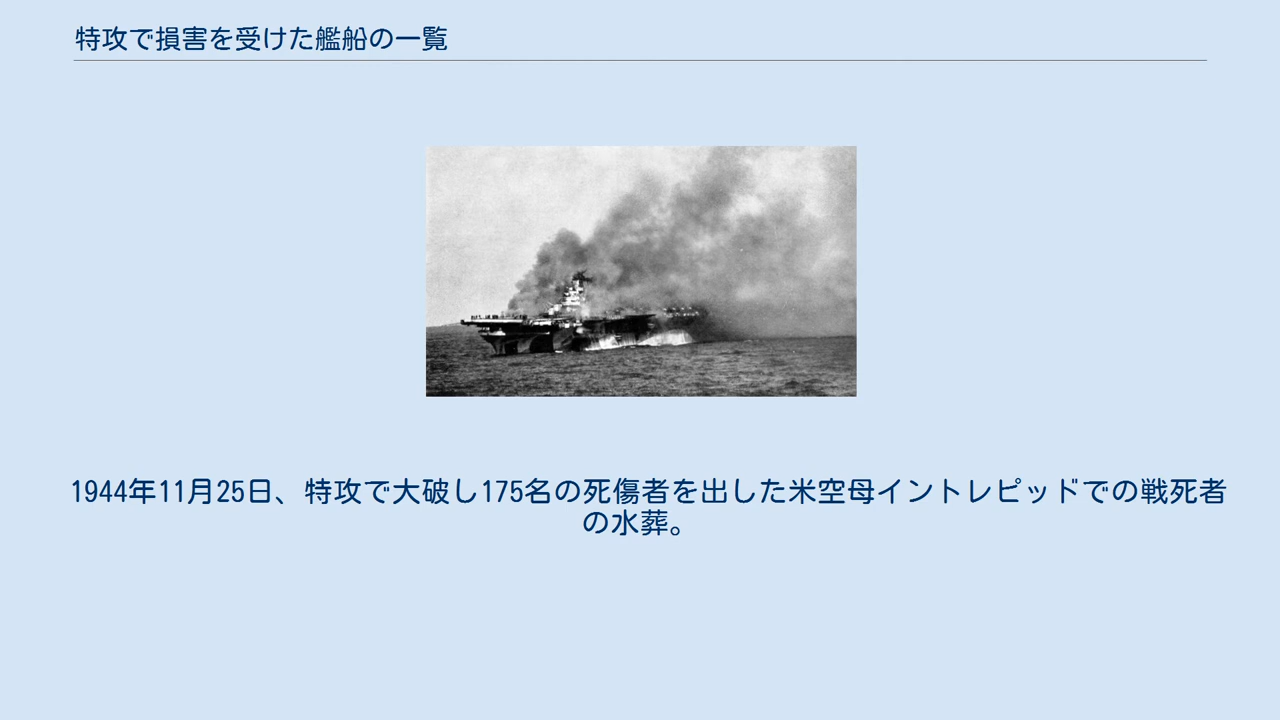 特攻で損害を受けた艦船の一覧
1944年11月25日、特攻で大破し175名の死傷者を出した米空母イントレピッドでの戦死者
の水葬。